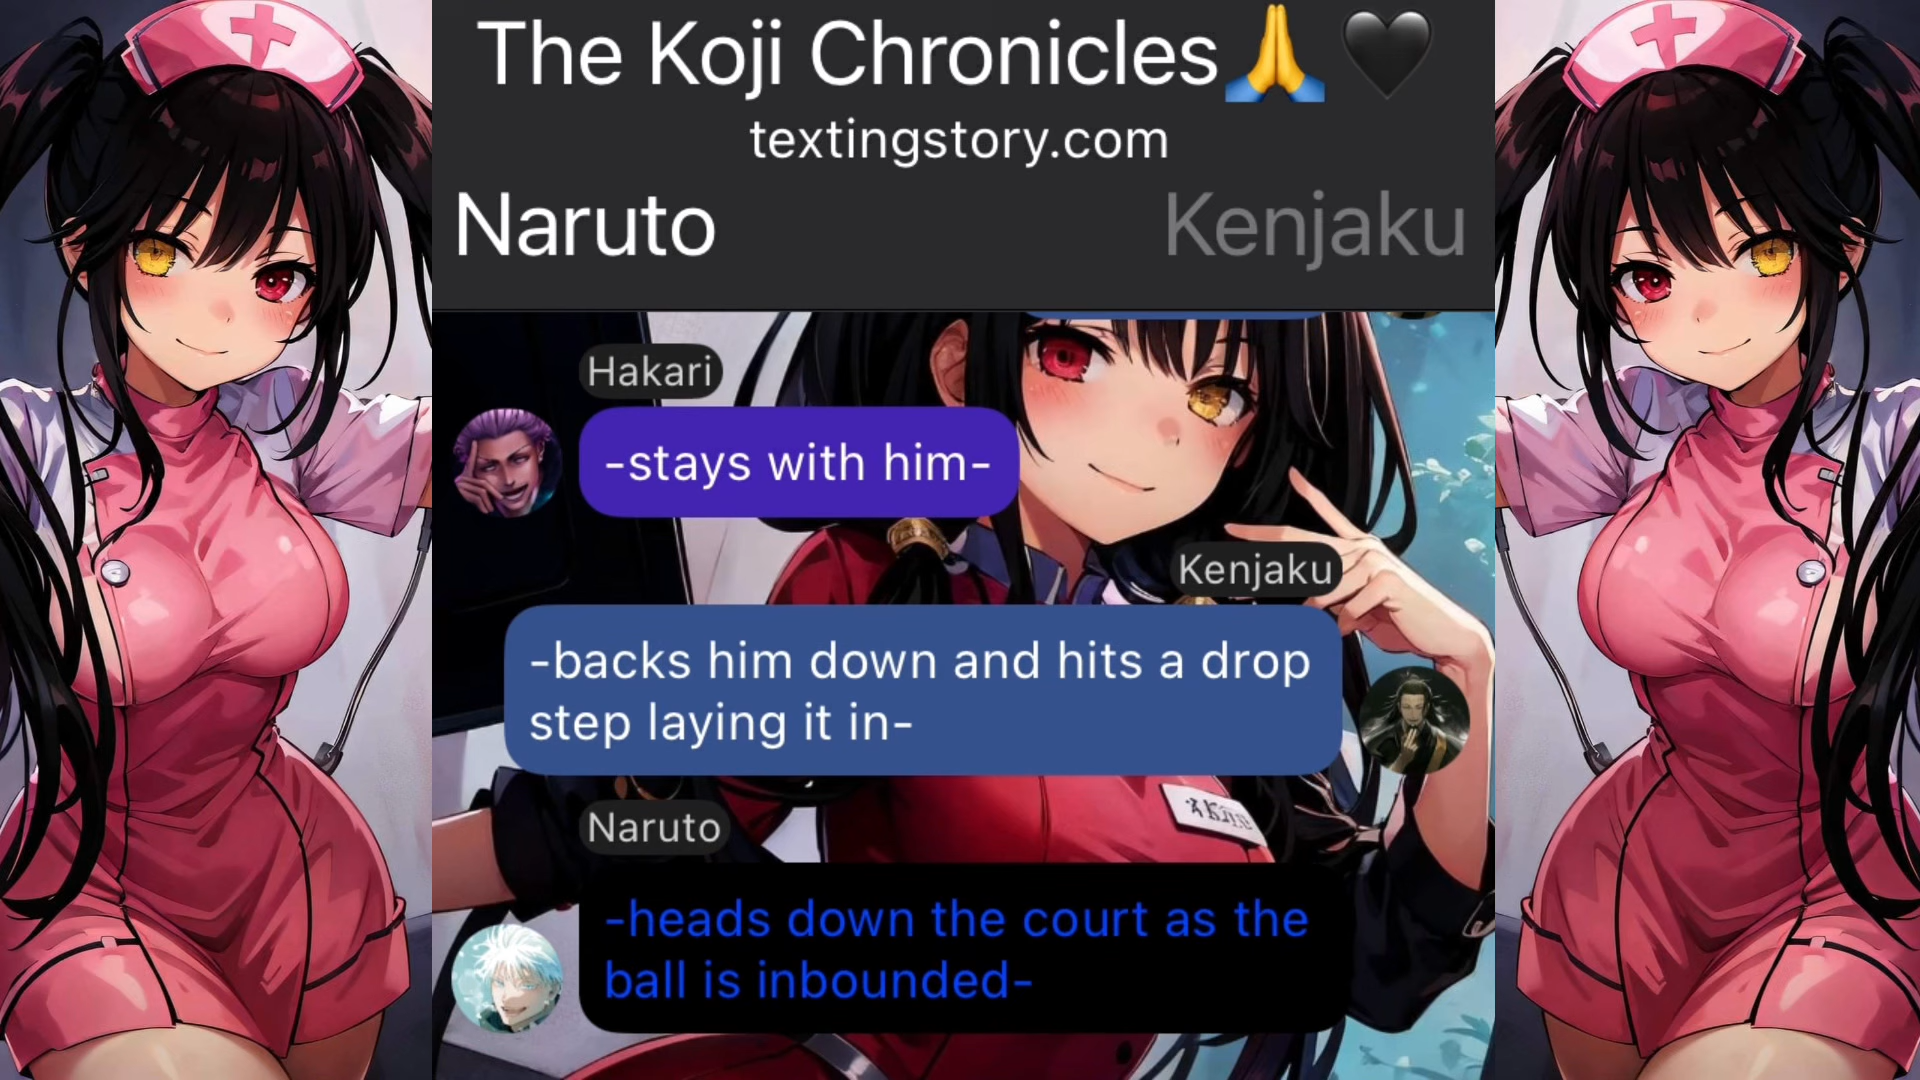 The Koji Chronicles🙏🖤
textingstory.com
Naruto
Kenjaku
Hakari
-stays with him-
Kenjaku
-backs him down and hits a drop
step laying it in-
Naruto
-heads down the court as the
ball is inbounded-